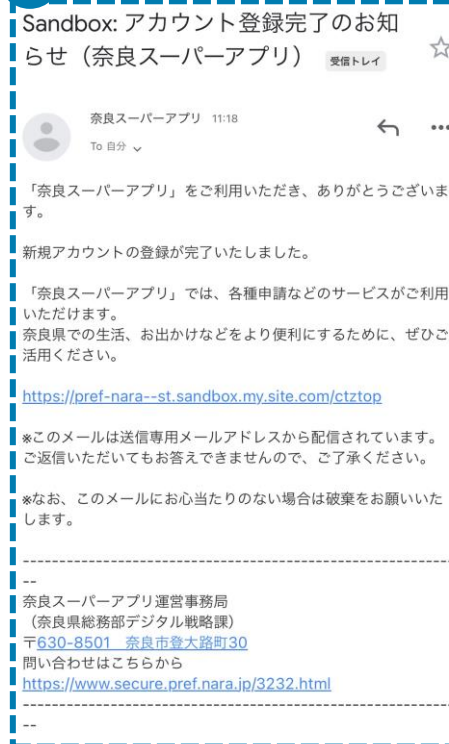 Sandbox: アカウント登録完了のお知
らせ（奈良スーパーアプリ） 受信トレイ
奈良スーパーアプリ 11:18
To 自分
「奈良スーパーアプリ」をご利用いただき、ありがとうございま
す。
新規アカウントの登録が完了いたしました。
「奈良スーパーアプリ」では、各種申請などのサービスがご利用
いただけます。
奈良県での生活、お出かけなどをより便利にするために、ぜひご
活用ください。
https://pref-nara--st.sandbox.my.site.com/ctztop
※このメールは送信専用メールアドレスから配信されています。
ご返信いただいてもお答えできませんので、ご了承ください。
※なお、このメールにお心当たりのない場合は破棄をお願いいた
します。
------------------------------------------------------------
--
奈良スーパーアプリ運営事務局
（奈良県総務部デジタル戦略課）
〒630-8501　奈良市登大路町30
問い合わせはこちらから
https://www.secure.pref.nara.jp/3232.html
------------------------------------------------------------
--